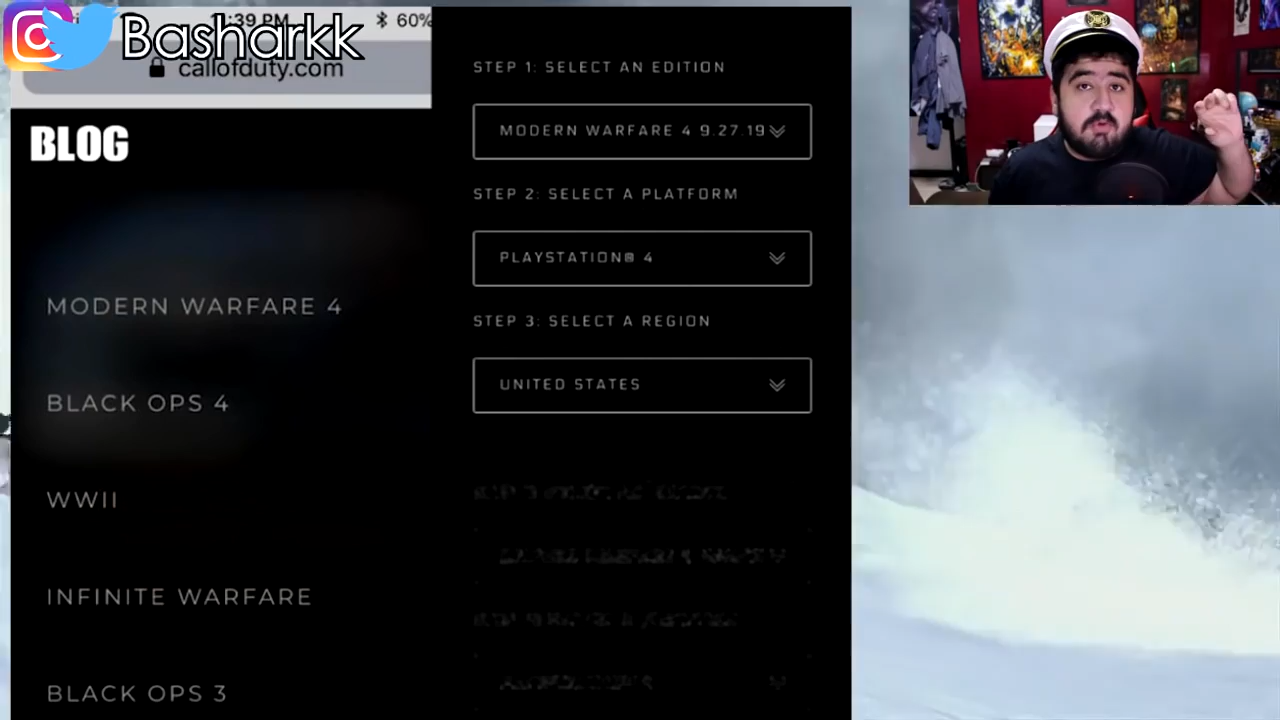 Basharkk
:39 PM
60%
callofduty.com
BLOG
MODERN WARFARE 4
BLACK OPS 4
WWII
INFINITE WARFARE
BLACK OPS 3
STEP 1: SELECT AN EDITION
MODERN WARFARE 4 9.27.19
STEP 2: SELECT A PLATFORM
PLAYSTATION® 4
STEP 3: SELECT A REGION
UNITED STATES